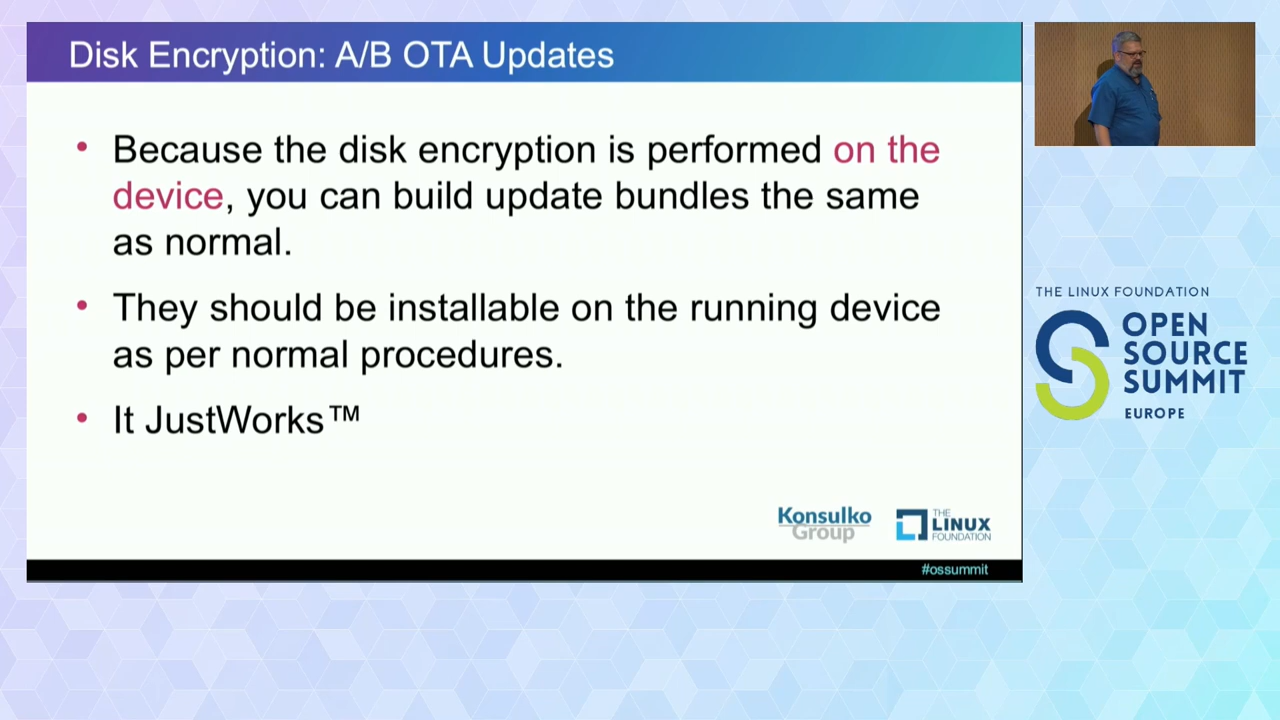 Disk Encryption: A/B OTA Updates
• Because the disk encryption is performed on the
device, you can build update bundles the same
as normal.
• They should be installable on the running device
as per normal procedures.
• It JustWorks™
Konsulko
Group
THE
LINUX
FOUNDATION
#ossummit
THE LINUX FOUNDATION
OPEN
SOURCE
SUMMIT
EUROPE